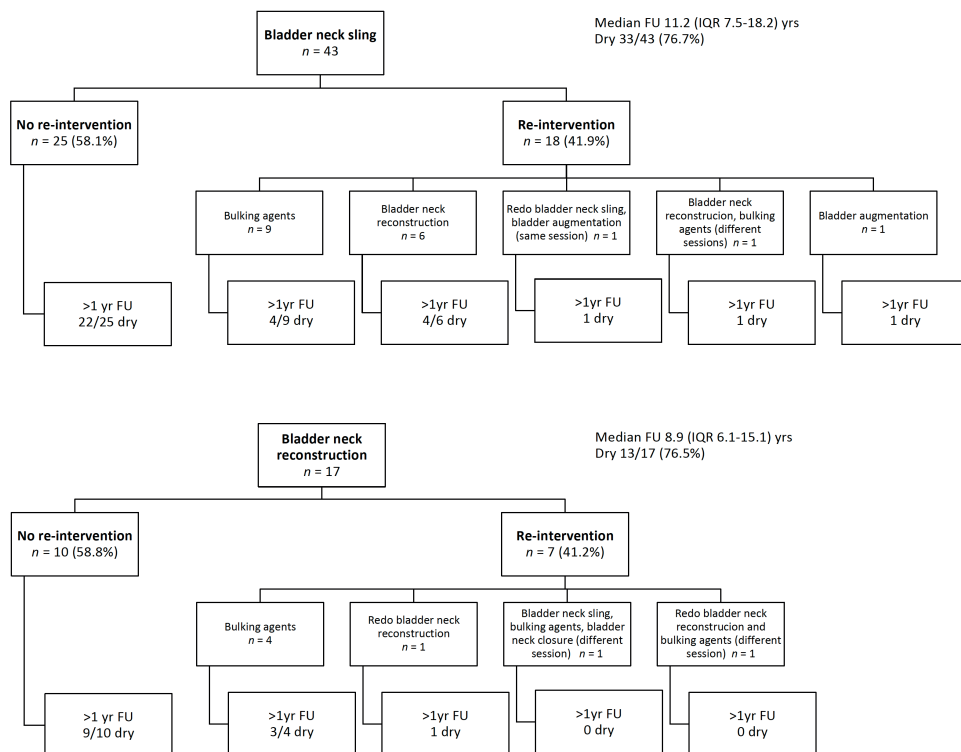 Bladder neck sling
n = 43
Median FU 11.2 (IQR 7.5-18.2) yrs
Dry 33/43 (76.7%)
No re-intervention
n = 25 (58.1%)
Re-intervention
n = 18 (41.9%)
Bulking agents
n = 9
Bladder neck
reconstruction
n = 6
Redo bladder neck sling,
bladder augmentation
(same session) n = 1
Bladder neck
reconstrucion, bulking
agents (different
sessions) n = 1
Bladder augmentation
n = 1
>1 yr FU
22/25 dry
>1yr FU
4/9 dry
>1yr FU
4/6 dry
>1yr FU
1 dry
>1yr FU
1 dry
>1yr FU
1 dry
Bladder neck
reconstruction
n = 17
Median FU 8.9 (IQR 6.1-15.1) yrs
Dry 13/17 (76.5%)
No re-intervention
n = 10 (58.8%)
Re-intervention
n = 7 (41.2%)
Bulking agents
n = 4
Redo bladder neck
reconstruction
n = 1
Bladder neck sling,
bulking agents, bladder
neck closure (different
session) n = 1
Redo bladder neck
reconstrucion and
bulking agents (different
session) n = 1
>1 yr FU
9/10 dry
>1yr FU
3/4 dry
>1yr FU
1 dry
>1yr FU
0 dry
>1yr FU
0 dry